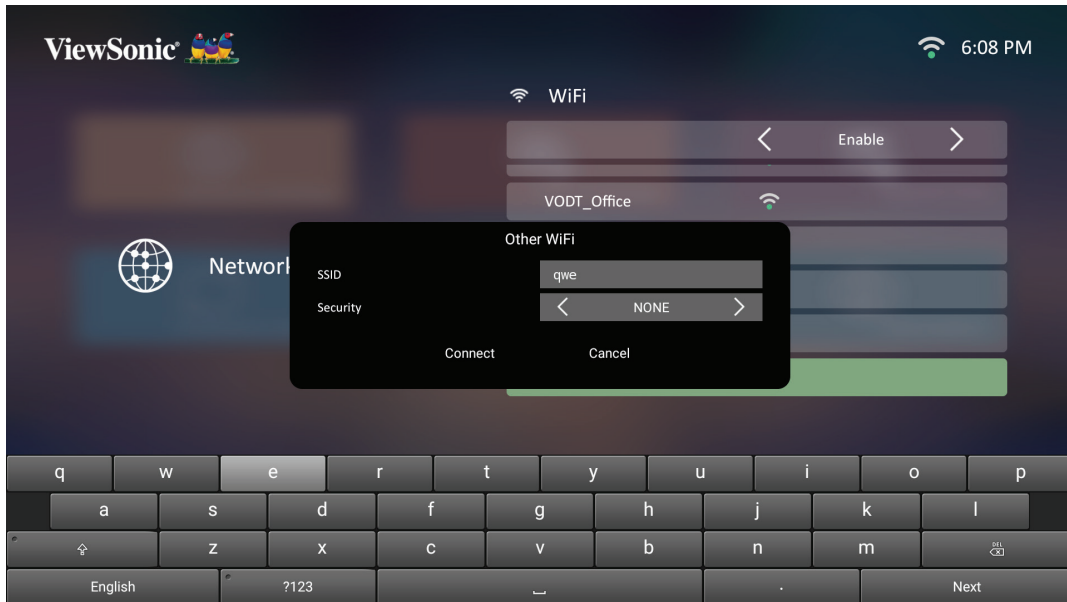 ViewSonic®
6:08 PM
WiFi
Enable
VODT_Office
Network
Other WiFi
SSID
qwe
Security
NONE
Connect
Cancel
q w e r t y u i o p
a s d f g h j k l
z x c v b n m DEL
English ?123 . Next